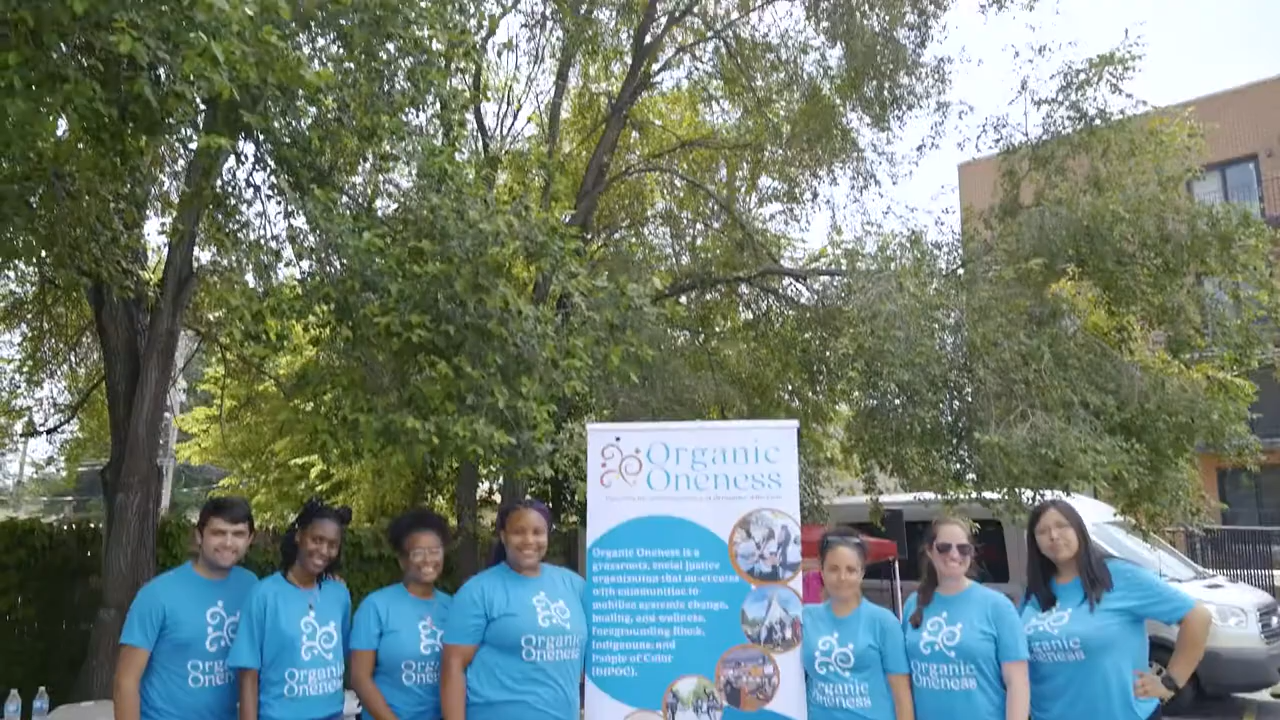 Organic
Oneness
Organic Oneness is a
grassroots, social justice
organization that co-creates
with communities to
mobilize systemic change,
healing, and wellness,
foregrounding Black,
Indigenous and
People of Color
(BIPOC).
Organic
Oneness
Organic
Oneness
Organic
Oneness
Organic
Oneness
Organic
Oneness
Organic
Oneness
Organic
Oneness